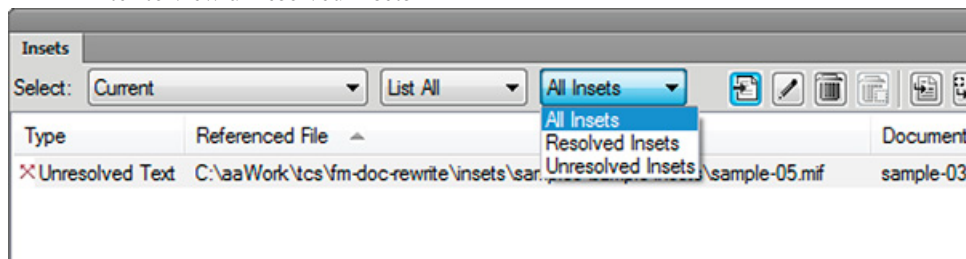 Insets
Select: Current List All All Insets
All Insets
Resolved Insets
Unresolved Insets
Type Referenced File Document
Unresolved Text C:\aaWork\tcs\fm-doc-rewrite\insets\ \sample-05.mif sample-03